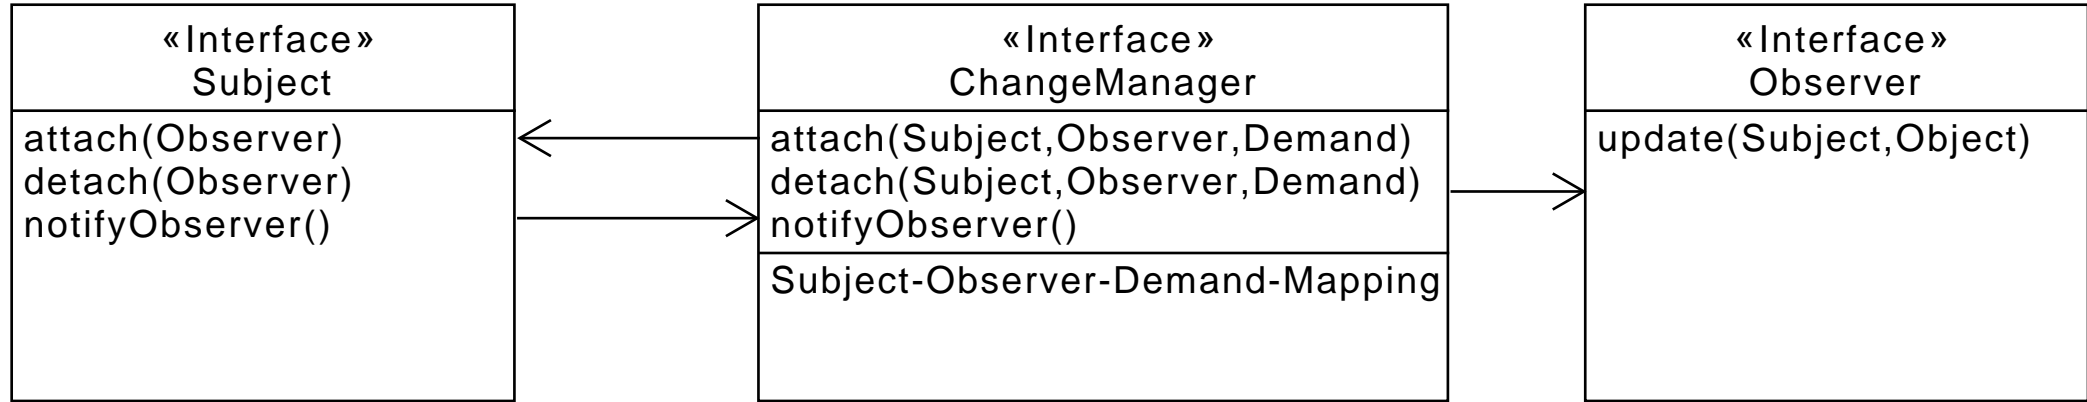 «Interface»
Subject
attach(Observer)
detach(Observer)
notifyObserver()
«Interface»
ChangeManager
attach(Subject,Observer,Demand)
detach(Subject,Observer,Demand)
notifyObserver()
Subject-Observer-Demand-Mapping
«Interface»
Observer
update(Subject,Object)